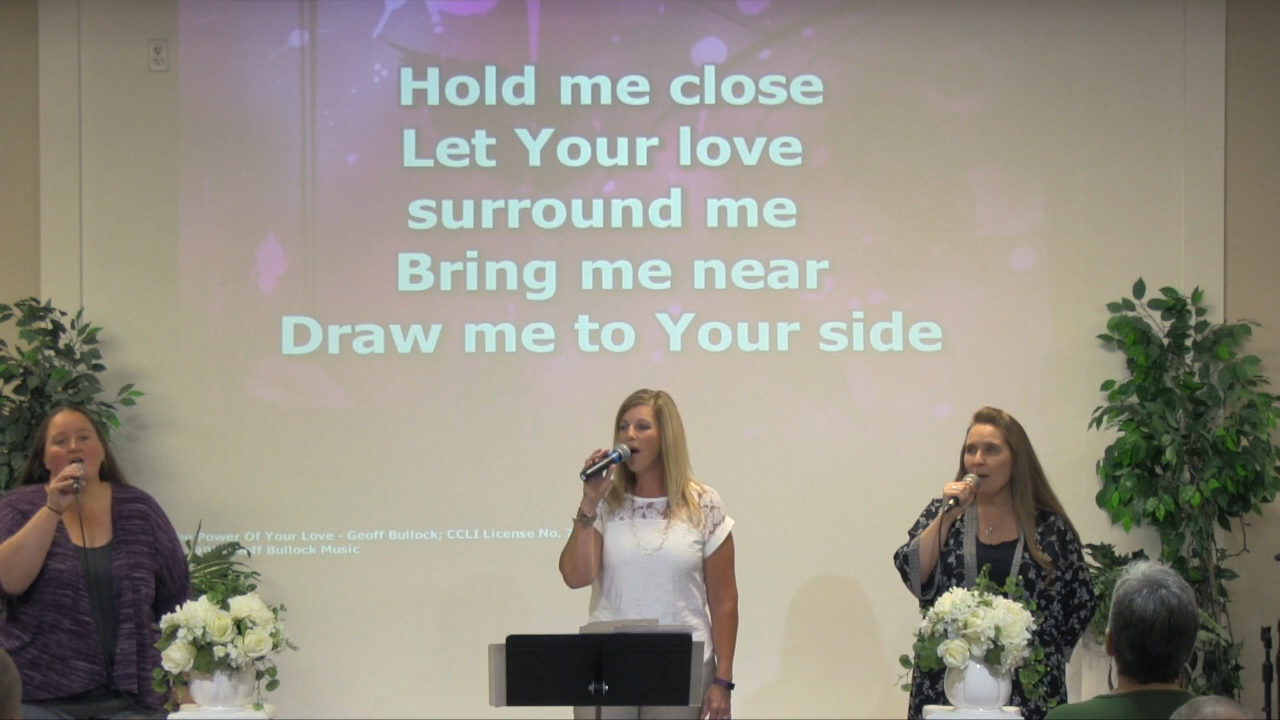 Hold me close
Let Your love
surround me
Bring me near
Draw me to Your side
Power Of Your Love - Geoff Bullock; CCLI License No.
Bullock Music